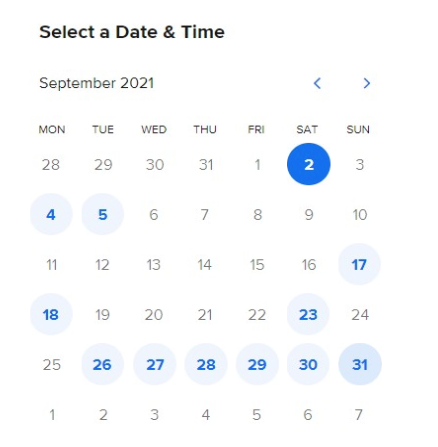 Select a Date & Time
September 2021
MON TUE WED THU FRI SAT SUN
28 29 30 31 1 2 3
4 5 6 7 8 9 10
11 12 13 14 15 16 17
18 19 20 21 22 23 24
25 26 27 28 29 30 31
1 2 3 4 5 6 7